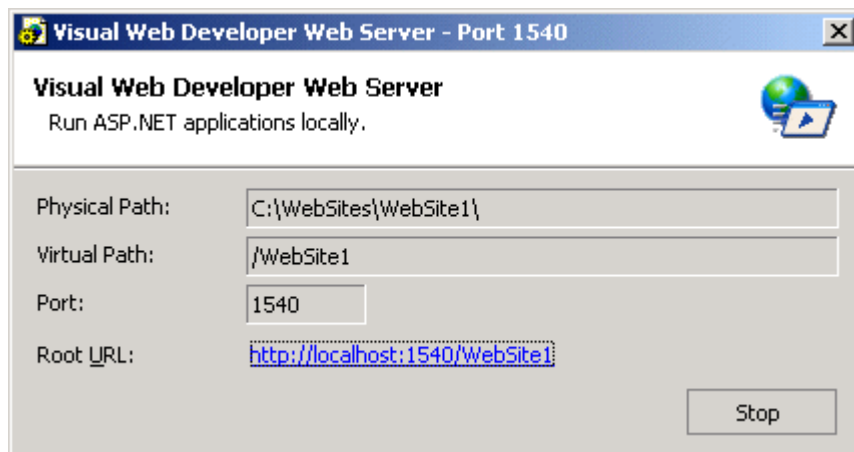 Visual Web Developer Web Server - Port 1540
Visual Web Developer Web Server
Run ASP.NET applications locally.
Physical Path: C:\WebSites\WebSite1\
Virtual Path: /WebSite1
Port: 1540
Root URL: http://localhost:1540/WebSite1
Stop